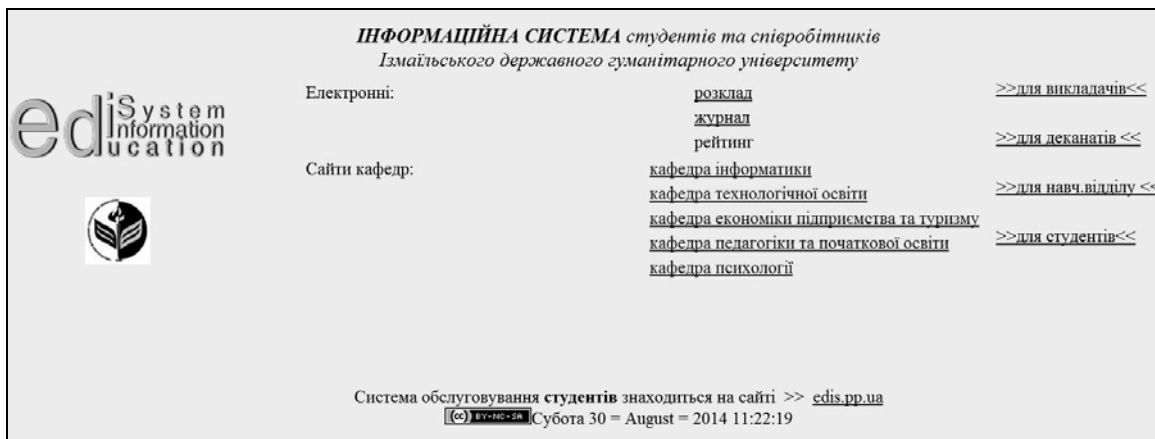 ІНФОРМАЦІЙНА СИСТЕМА студентів та співробітників
Ізмаїльського державного гуманітарного університету
edi System
Information
Education
Електронні:
розклад
журнал
рейтинг
Сайти кафедр:
кафедра інформатики
кафедра технологічної освіти
кафедра економіки підприємства та туризму
кафедра педагогіки та початкової освіти
кафедра психології
>>для викладачів<<
>>для деканатів <<
>>для навч.відділу <<
>>для студентів<<
Система обслуговування студентів знаходиться на сайті >> edis.pp.ua
(cc) BY-NC-SA Субота 30 = August = 2014 11:22:19